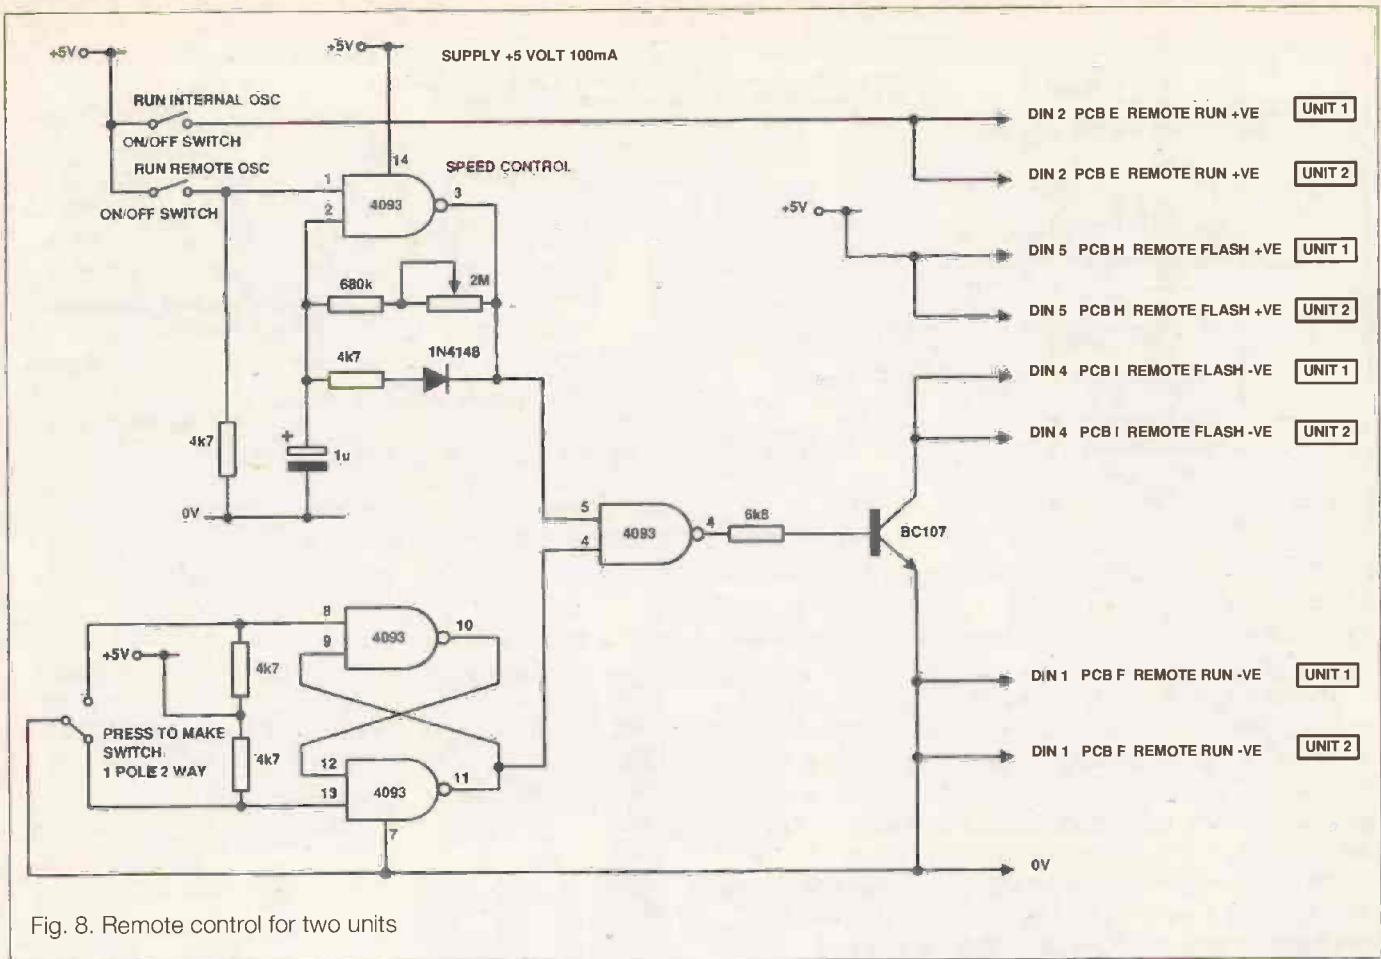 +5V
+5V
SUPPLY +5 VOLT 100mA
RUN INTERNAL OSC
ON/OFF SWITCH
RUN REMOTE OSC
ON/OFF SWITCH
14
SPEED CONTROL
1
2
4093
3
680k
2M
4k7
1N4148
4k7
+
1u
0V
DIN 2 PCB E REMOTE RUN +VE UNIT 1
DIN 2 PCB E REMOTE RUN +VE UNIT 2
+5V
DIN 5 PCB H REMOTE FLASH +VE UNIT 1
DIN 5 PCB H REMOTE FLASH +VE UNIT 2
DIN 4 PCB I REMOTE FLASH -VE UNIT 1
DIN 4 PCB I REMOTE FLASH -VE UNIT 2
5
4
4093
4
6k8
BC107
8
9
4093
10
+5V
4k7
PRESS TO MAKE
SWITCH
1 POLE 2 WAY
4k7
12
13
4093
11
7
DIN 1 PCB F REMOTE RUN -VE UNIT 1
DIN 1 PCB F REMOTE RUN -VE UNIT 2
0V
Fig. 8. Remote control for two units